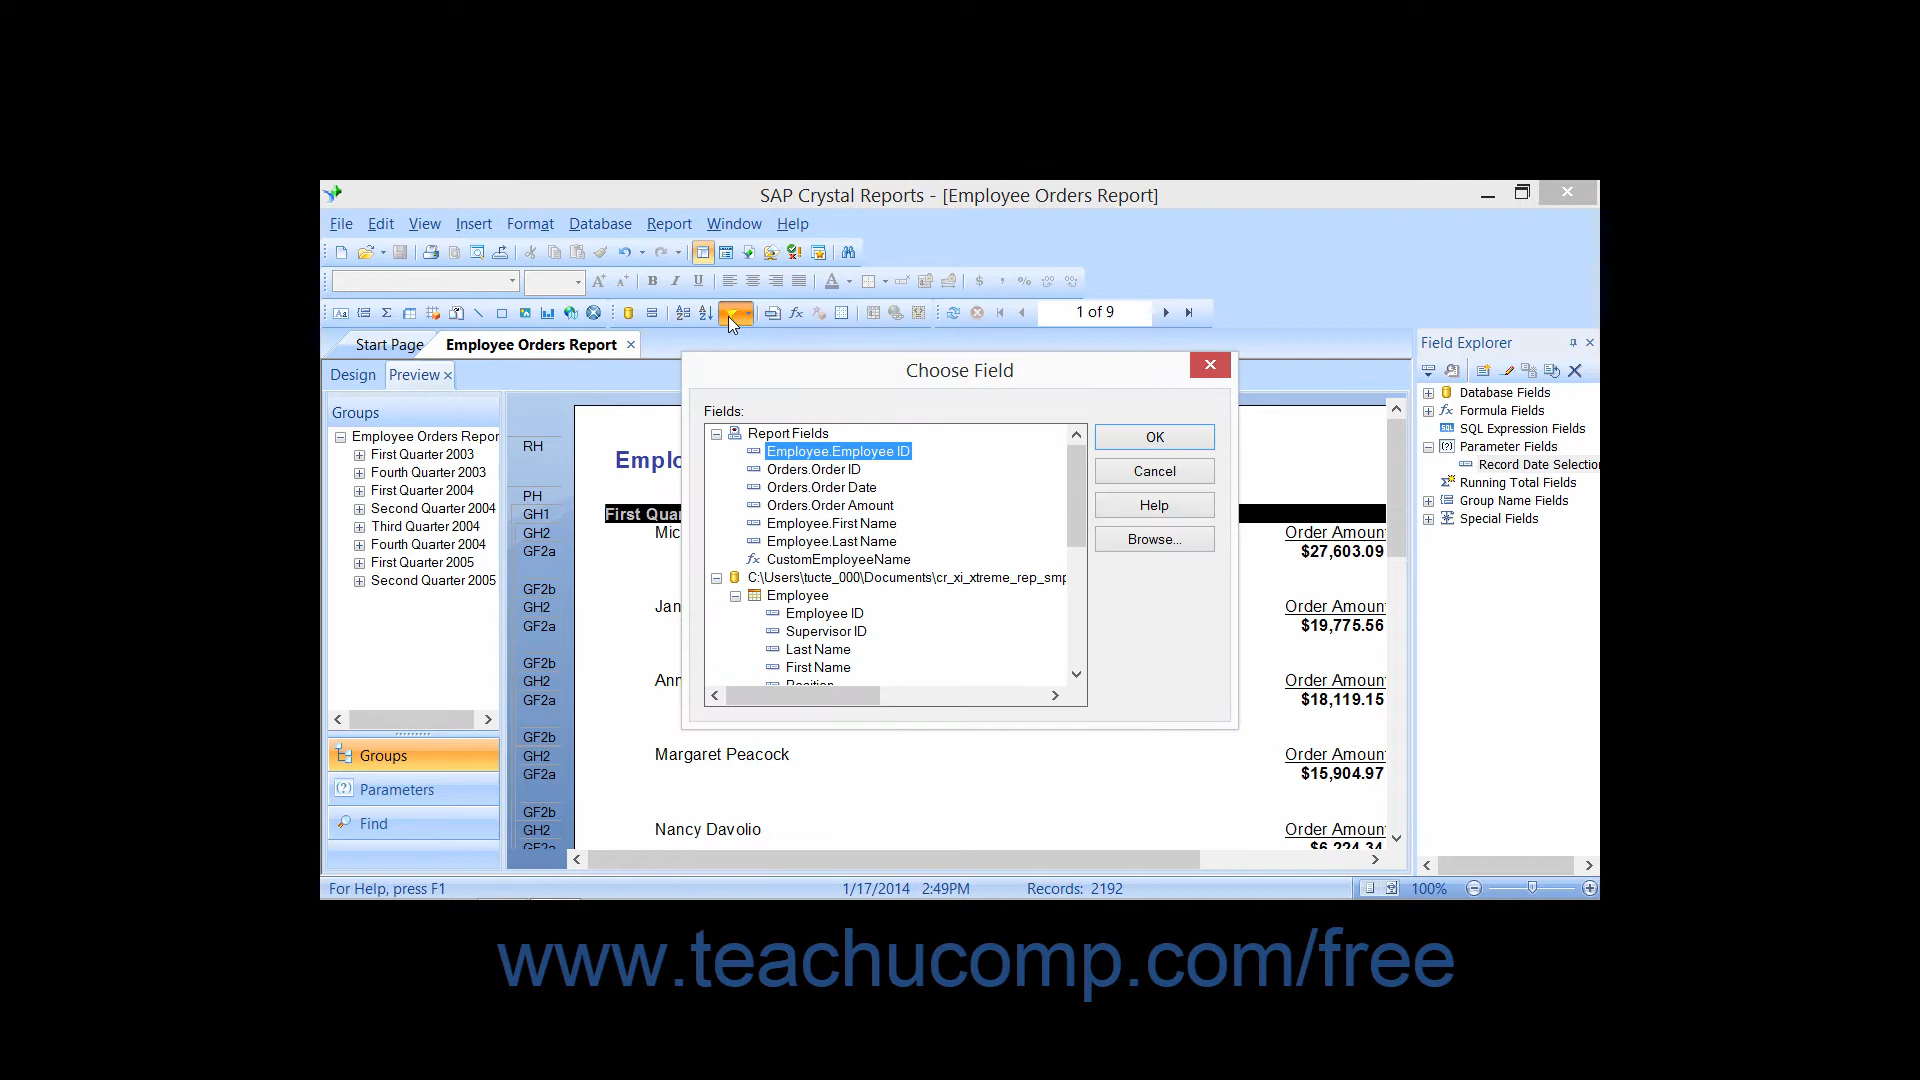 SAP Crystal Reports - [Employee Orders Report]
File Edit View Insert Format Database Report Window Help
1 of 9
Start Page Employee Orders Report
Design Preview
Groups
Employee Orders Repor
First Quarter 2003
Fourth Quarter 2003
First Quarter 2004
Second Quarter 2004
Third Quarter 2004
Fourth Quarter 2004
First Quarter 2005
Second Quarter 2005
Groups
Parameters
Find
RH
PH
GH1
GH2
GF2a
GF2b
GH2
GF2a
GF2b
GH2
GF2a
GF2b
GH2
GF2a
GF2b
GH2
GF2a
Emplo
First Quar
Mic
Order Amoun
$27,603.09
Jan
Order Amoun
$19,775.56
Ann
Order Amoun
$18,119.15
Margaret Peacock
Order Amoun
$15,904.97
Nancy Davolio
Order Amoun
$6,224.34
Choose Field
Fields:
Report Fields
Employee.Employee ID
Orders.Order ID
Orders.Order Date
Orders.Order Amount
Employee.First Name
Employee.Last Name
CustomEmployeeName
C:\Users\tucte_000\Documents\cr_xi_xtreme_rep_smp
Employee
Employee ID
Supervisor ID
Last Name
First Name
Position
OK
Cancel
Help
Browse...
Field Explorer
Database Fields
Formula Fields
SQL Expression Fields
Parameter Fields
Record Date Selectio
Running Total Fields
Group Name Fields
Special Fields
For Help, press F1
1/17/2014 2:49PM
Records: 2192
100%
www.teachucomp.com/free